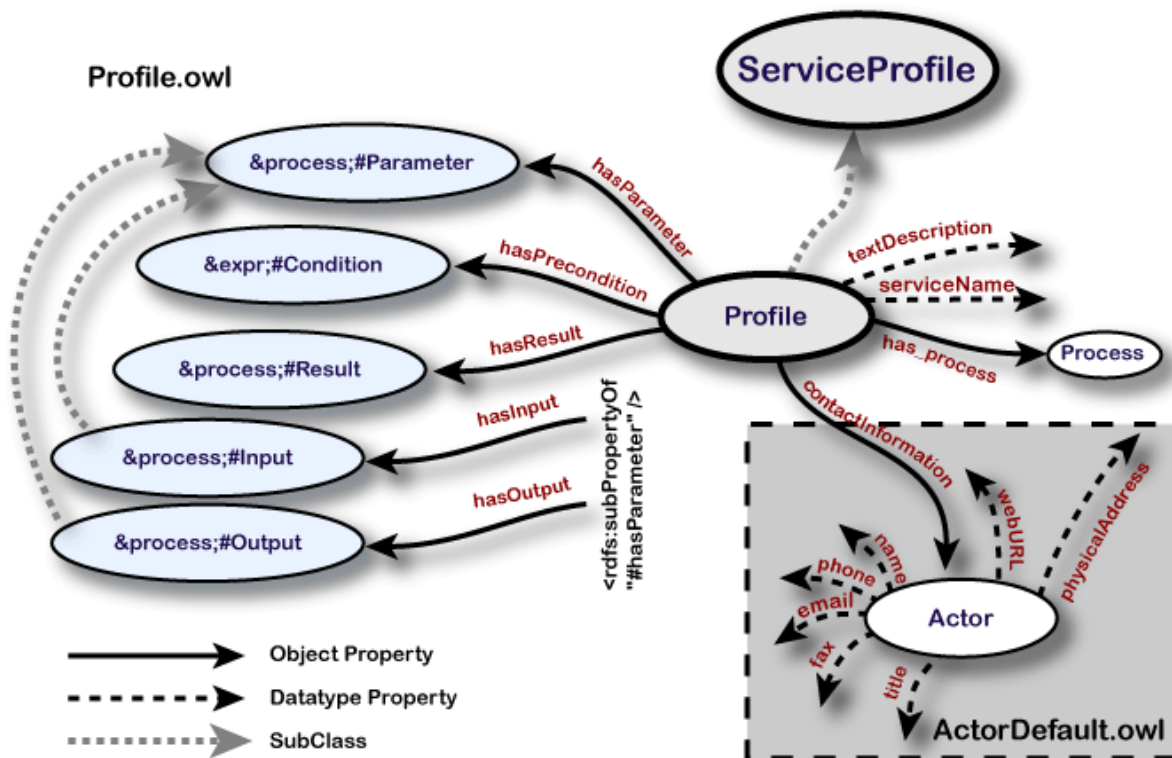 ServiceProfile
Profile.owl
&process;#Parameter
hasParameter
textDescription
&expr;#Condition
hasPrecondition
serviceName
Profile
hasResult
has_process
Process
&process;#Result
contactInformation
hasInput
<rdfs:subPropertyOf
"#hasParameter" />
&process;#Input
hasOutput
&process;#Output
webURL
physicalAddress
name
phone
email
Actor
fax
title
Object Property
Datatype Property
SubClass
ActorDefault.owl